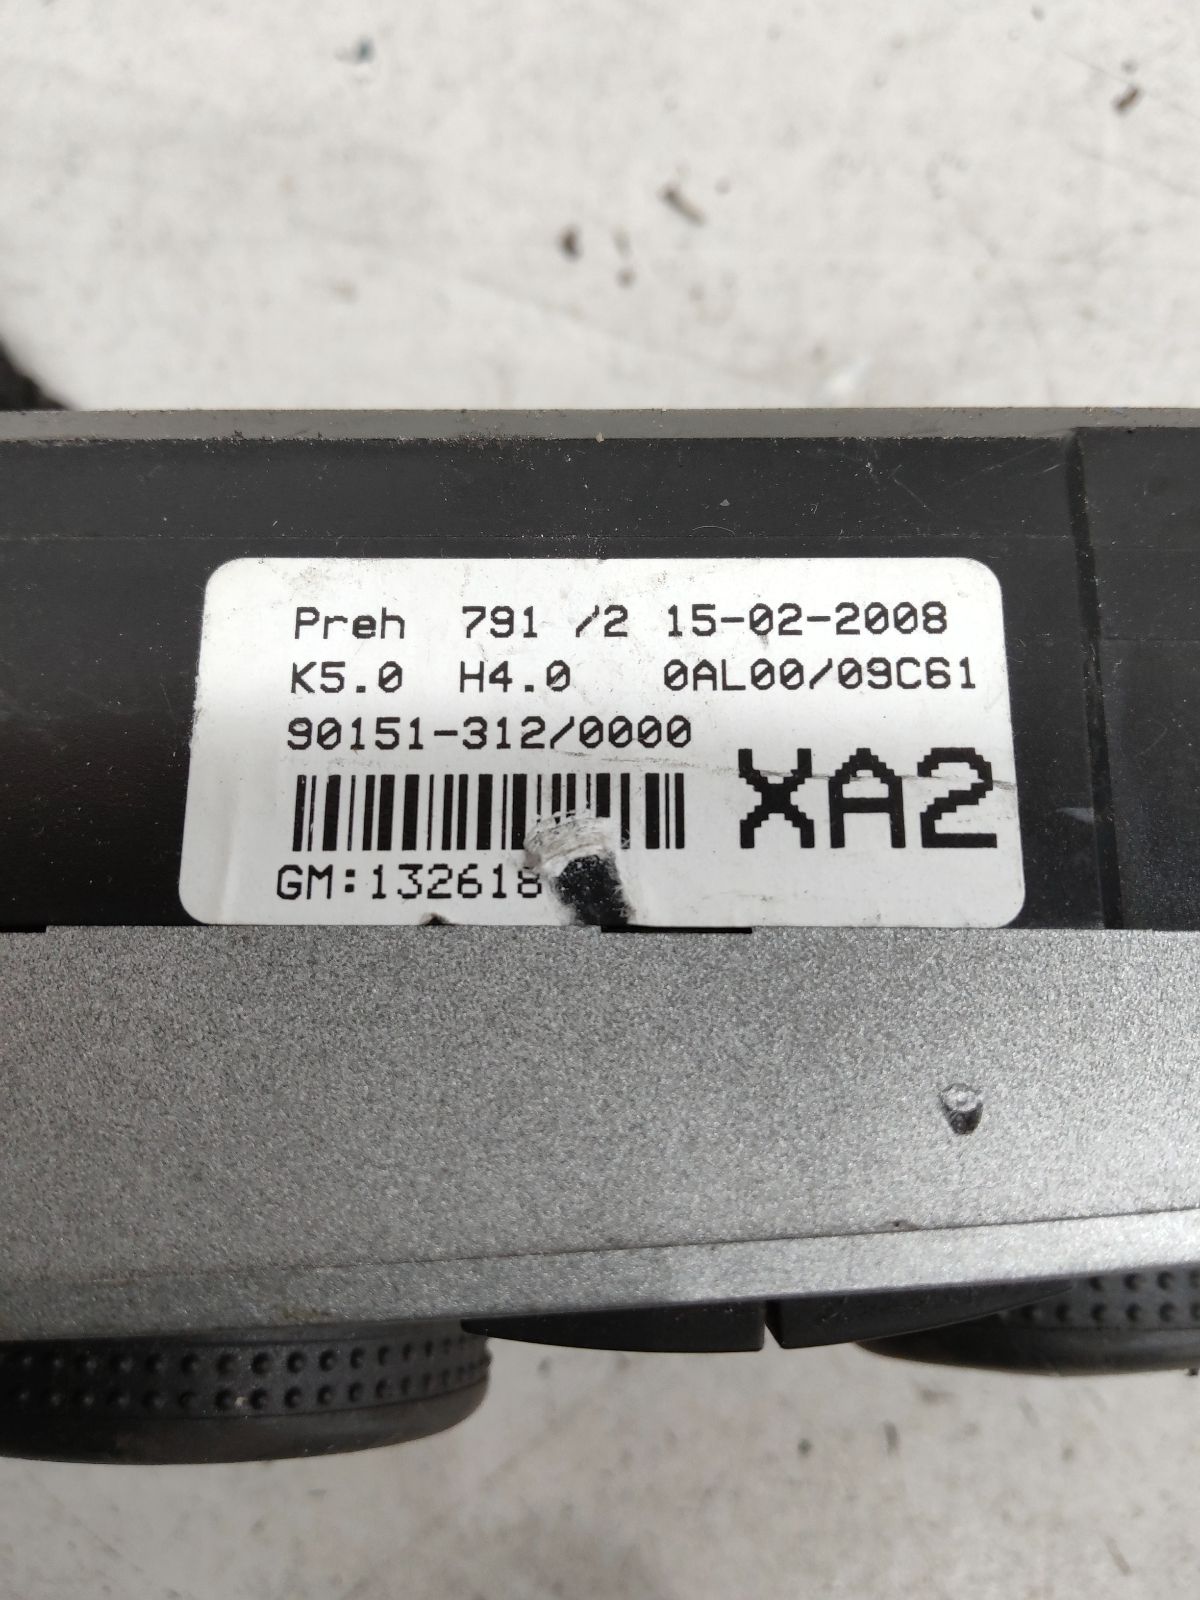 Preh 791 /2 15-02-2008
K5.0 H4.0 0AL00/09C61
90151-312/0000
XA2
GM:132618